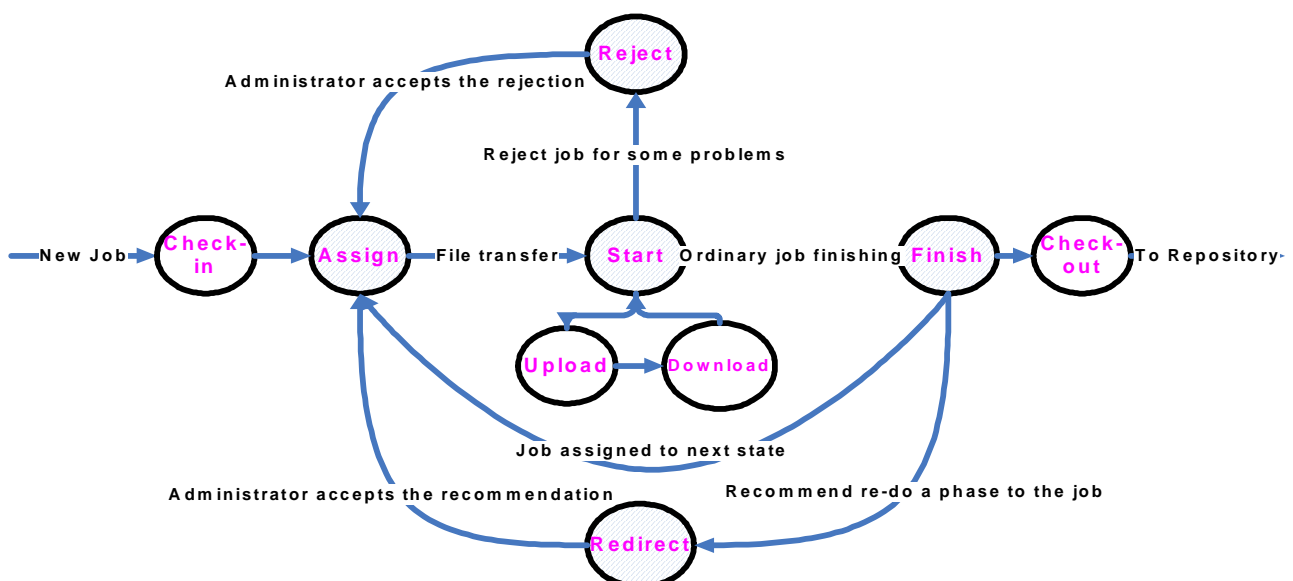 Reject
Administrator accepts the rejection
Reject job for some problems
New Job
Check-
in
Assign
File transfer
Start
Ordinary job finishing
Finish
Check-
out
To Repository
Upload
Download
Job assigned to next state
Administrator accepts the recommendation
Recommend re-do a phase to the job
Redirect